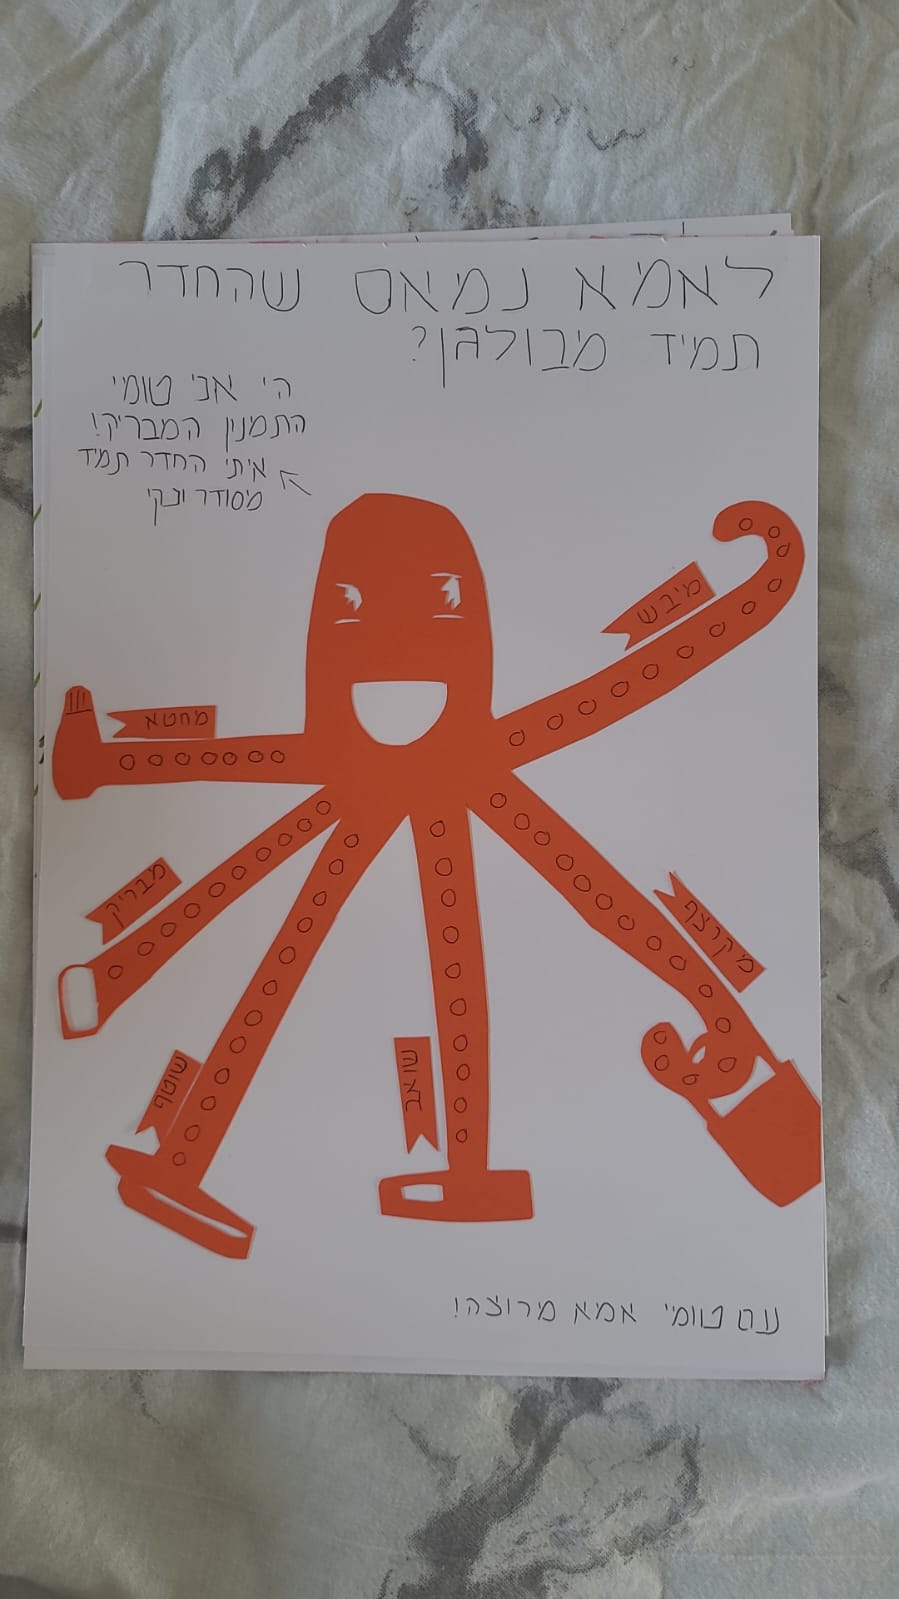 לאמא נמאס שהחדר
תמיד מבולגן?
הי אני טומי
התמנון המבריק!
איתי החדר תמיד
מסודר ונקי
מיבש
מחטא
מבריק
מקרצף
שוטף
שואב
עם טומי אמא מרוצה!